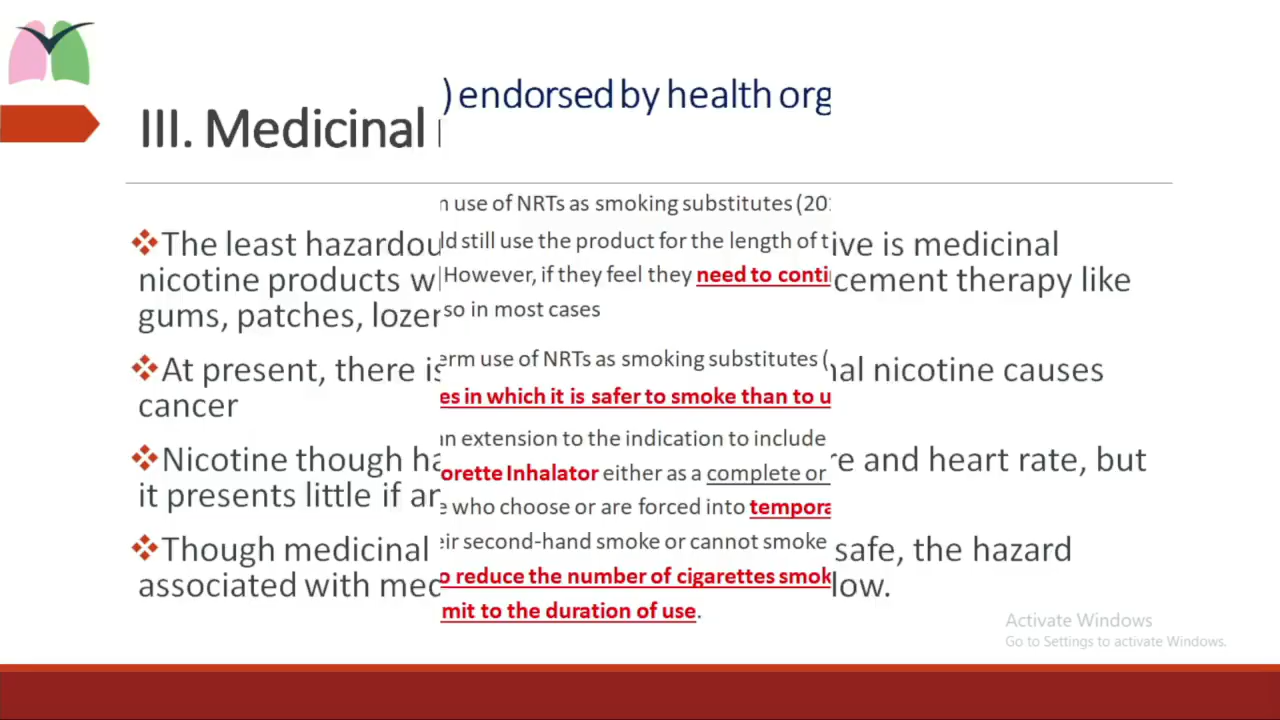 ) endorsed by health org
III. Medicinal
use of NRTs as smoking substitutes (20
❖The least hazardou
ld still use the product for the length of t
ive is medicinal
nicotine products w
However, if they feel they need to conti
cement therapy like
gums, patches, lozer
so in most cases
erm use of NRTs as smoking substitutes (
❖At present, there is
nal nicotine causes
cancer
es in which it is safer to smoke than to u
an extension to the indication to include
❖Nicotine though ha
orette Inhalator either as a complete or
e and heart rate, but
it presents little if an
who choose or are forced into tempora
❖Though medicinal
eir second-hand smoke or cannot smoke
safe, the hazard
associated with med
o reduce the number of cigarettes smok
low.
mit to the duration of use.
Activate Windows
Go to Settings to activate Windows.